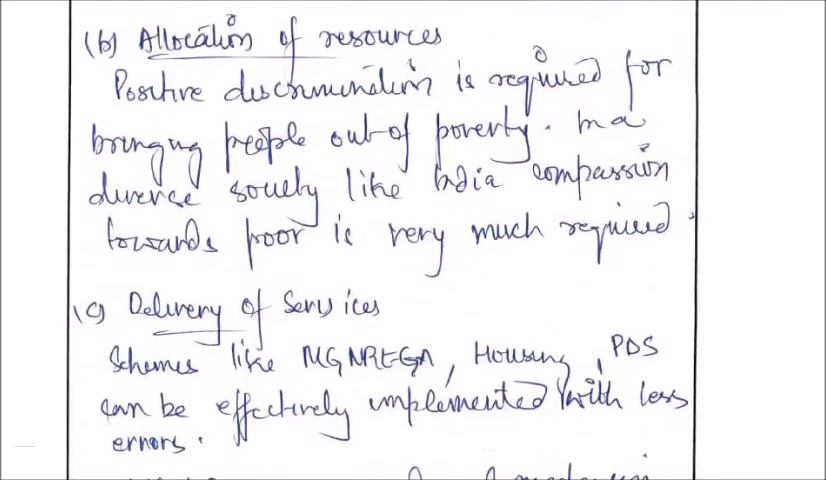 (b) Allocation of resources
Positive discrimination is required for
bringing people out of poverty. In a
diverse society like India compassion
towards poor is very much required.
(c) Delivery of Services
Schemes like MGNREGA, Housing, PDS
can be effectively implemented with less
errors.